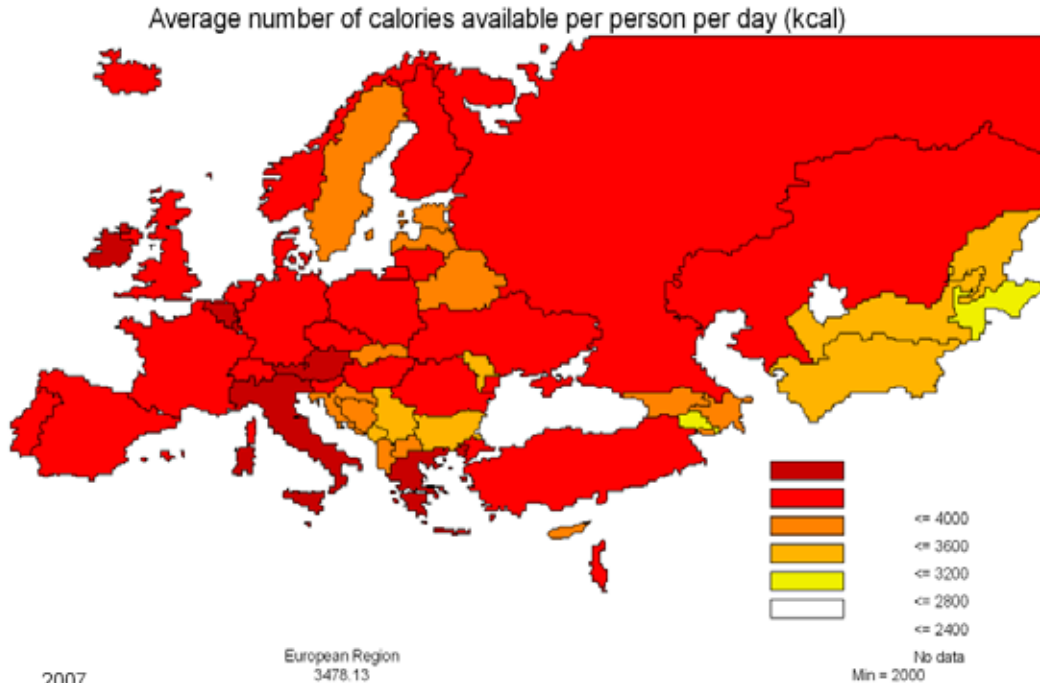 Average number of calories available per person per day (kcal)
<= 4000
<= 3600
<= 3200
<= 2800
<= 2400
No data
European Region
3478.13
2007
Min = 2000